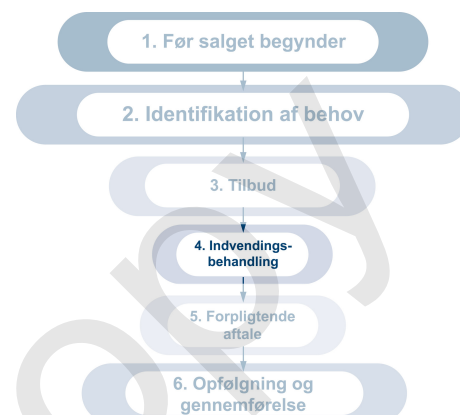 1. Før salget begynder
2. Identifikation af behov
3. Tilbud
4. Indvendings-
behandling
5. Forpligtende
aftale
6. Opfølgning og
gennemførelse